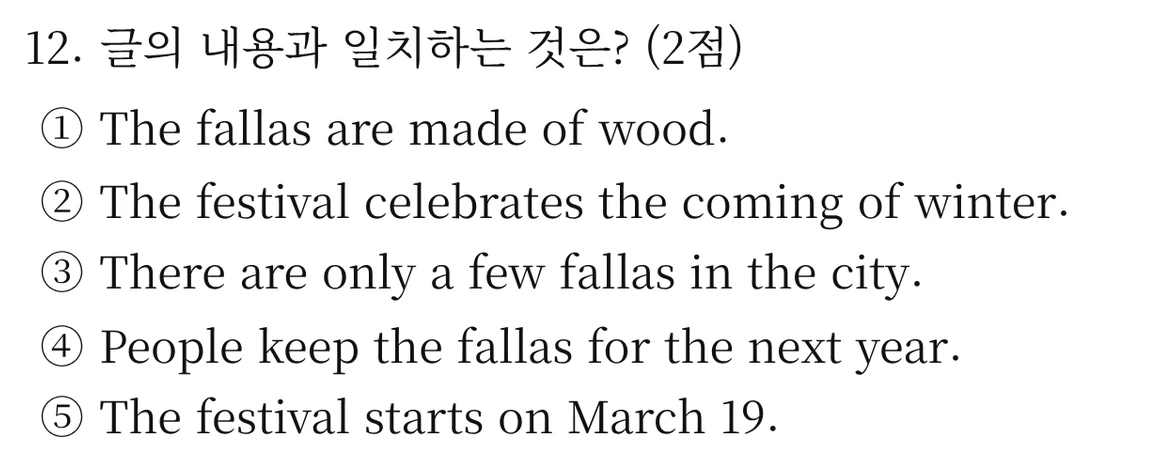 12. 글의 내용과 일치하는 것은? (2점)
① The fallas are made of wood.
② The festival celebrates the coming of winter.
③ There are only a few fallas in the city.
④ People keep the fallas for the next year.
⑤ The festival starts on March 19.